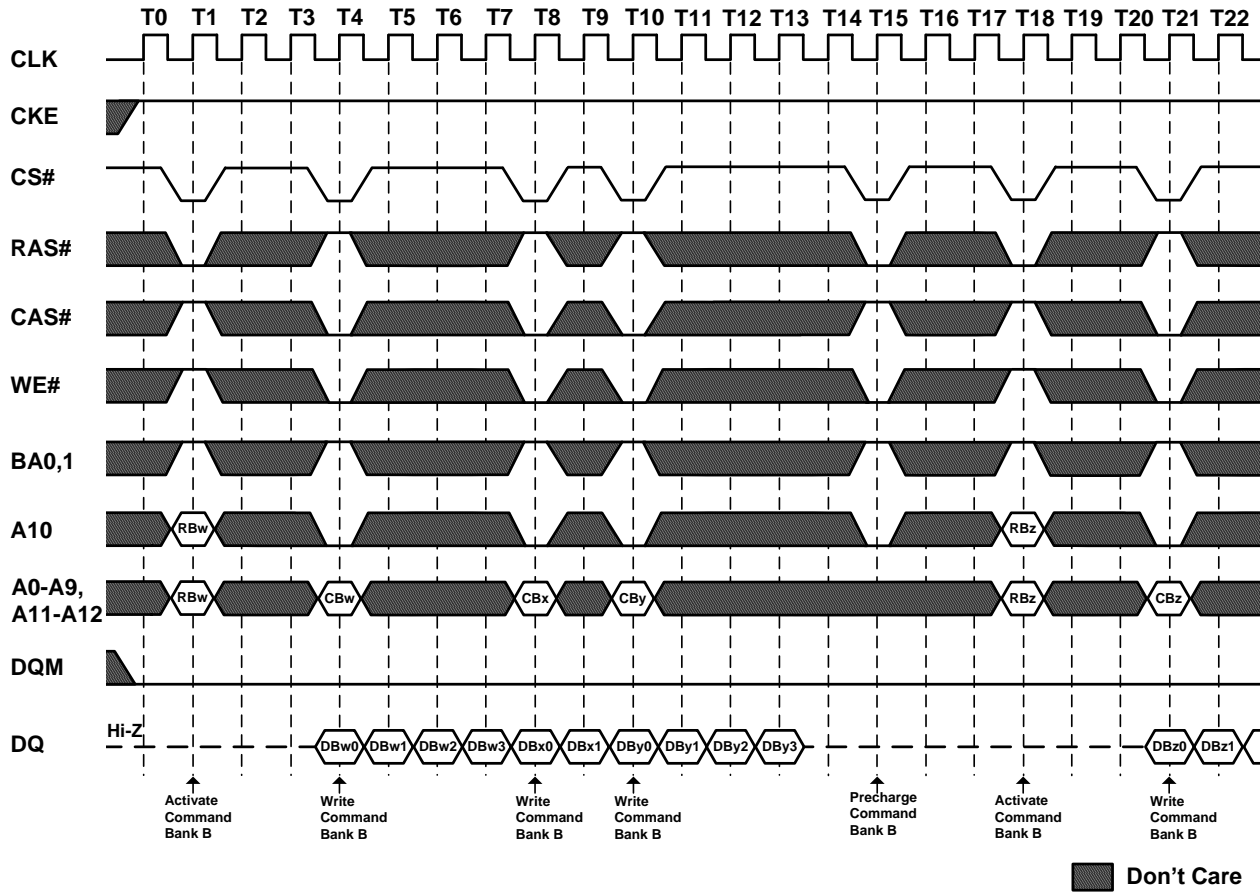 T0 T1 T2 T3 T4 T5 T6 T7 T8 T9 T10 T11 T12 T13 T14 T15 T16 T17 T18 T19 T20 T21 T22
CLK
CKE
CS#
RAS#
CAS#
WE#
BA0,1
A10 RBw RBz
A0-A9,
A11-A12 RBw CBw CBx CBy RBz CBz
DQM
Hi-Z
DQ DBw0 DBw1 DBw2 DBw3 DBx0 DBx1 DBy0 DBy1 DBy2 DBy3 DBz0 DBz1
Activate
Command
Bank B
Write
Command
Bank B
Write
Command
Bank B
Write
Command
Bank B
Precharge
Command
Bank B
Activate
Command
Bank B
Write
Command
Bank B
Don't Care